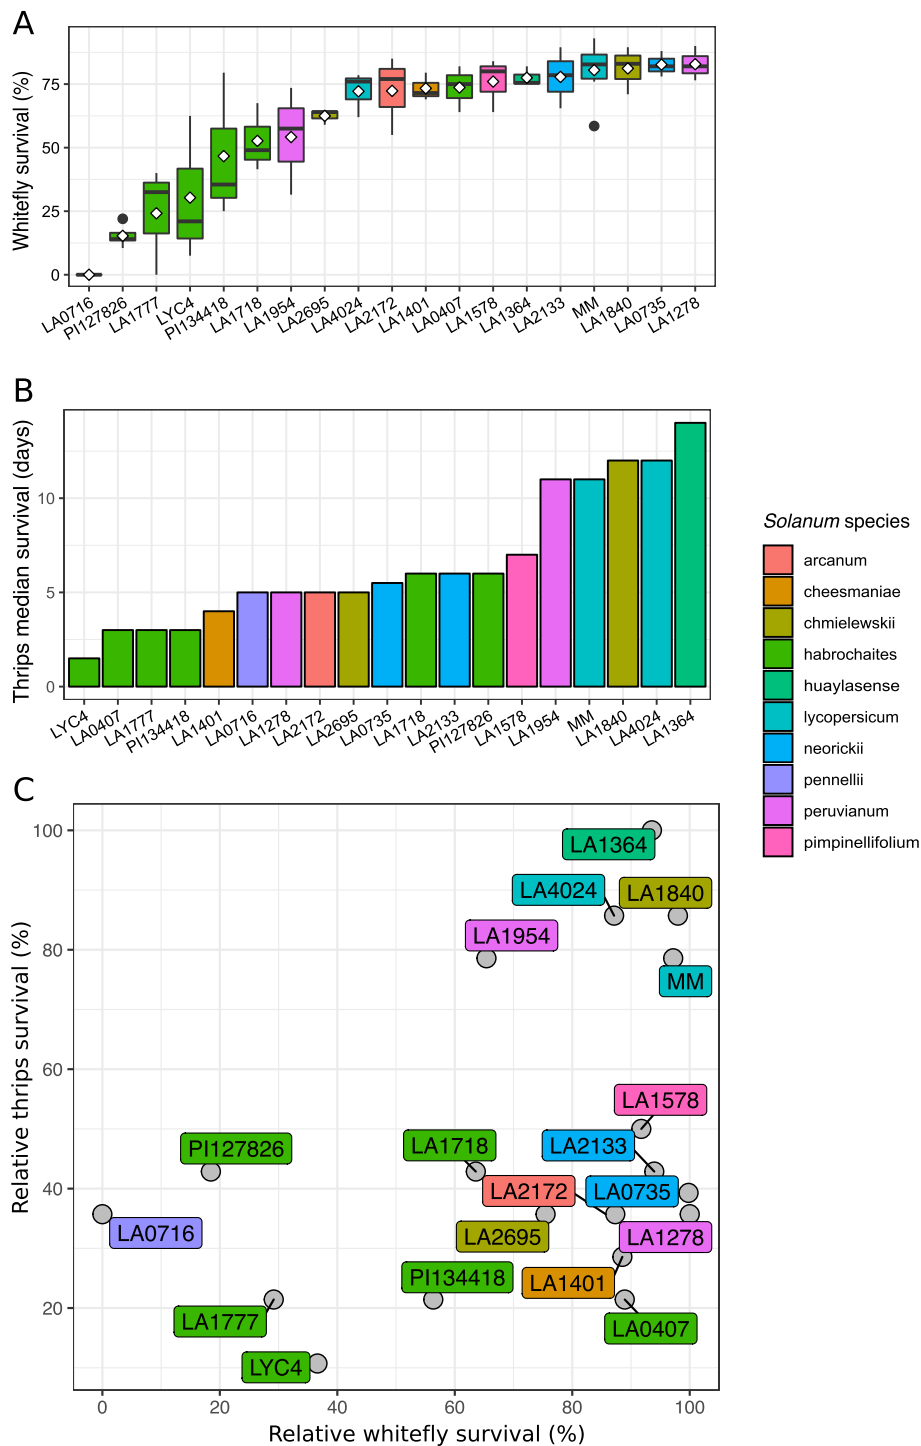 A
Whitefly survival (%)
75
50
25
0
LA0716
PI127826
LA1777
LYC4
PI134418
LA1718
LA1954
LA2695
LA4024
LA2172
LA1401
LA0407
LA1578
LA1364
LA2133
MM
LA1840
LA0735
LA1278
B
Thrips median survival (days)
10
5
0
LYC4
LA0407
LA1777
PI134418
LA1401
LA0716
LA1278
LA2172
LA2695
LA0735
LA1718
LA2133
PI127826
LA1578
LA1954
MM
LA1840
LA4024
LA1364
Solanum species
arcanum
cheesmaniae
chmielewskii
habrochaites
huaylasense
lycopersicum
neorickii
pennellii
peruvianum
pimpinellifolium
C
Relative thrips survival (%)
100
80
60
40
20
LA1364
LA4024
LA1840
LA1954
MM
LA1578
PI127826
LA1718
LA2133
LA2172
LA0735
LA0716
LA2695
LA1278
PI134418
LA1401
LA1777
LA0407
LYC4
0
20
40
60
80
100
Relative whitefly survival (%)